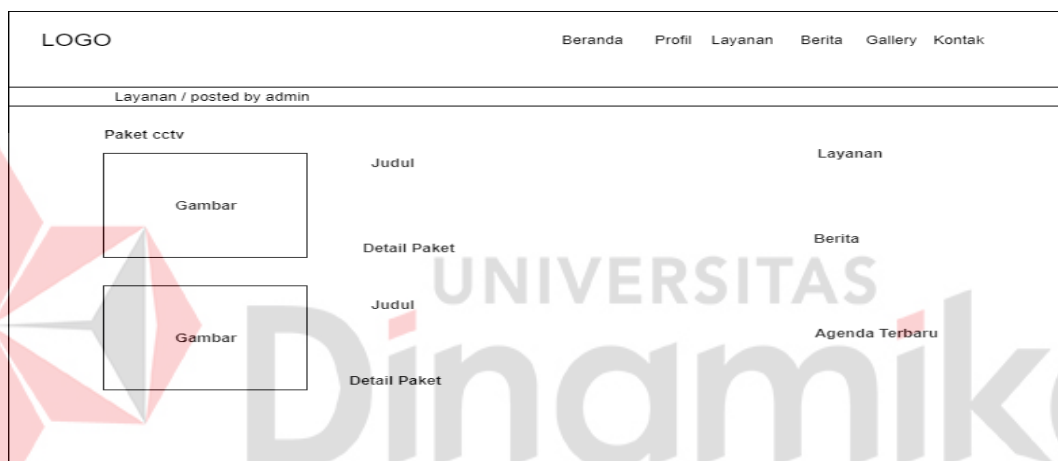 LOGO
Beranda Profil Layanan Berita Gallery Kontak
Layanan / posted by admin
Paket cctv
Gambar
Judul
Detail Paket
Gambar
Judul
Detail Paket
Layanan
Berita
Agenda Terbaru
UNIVERSITAS
Dinamika